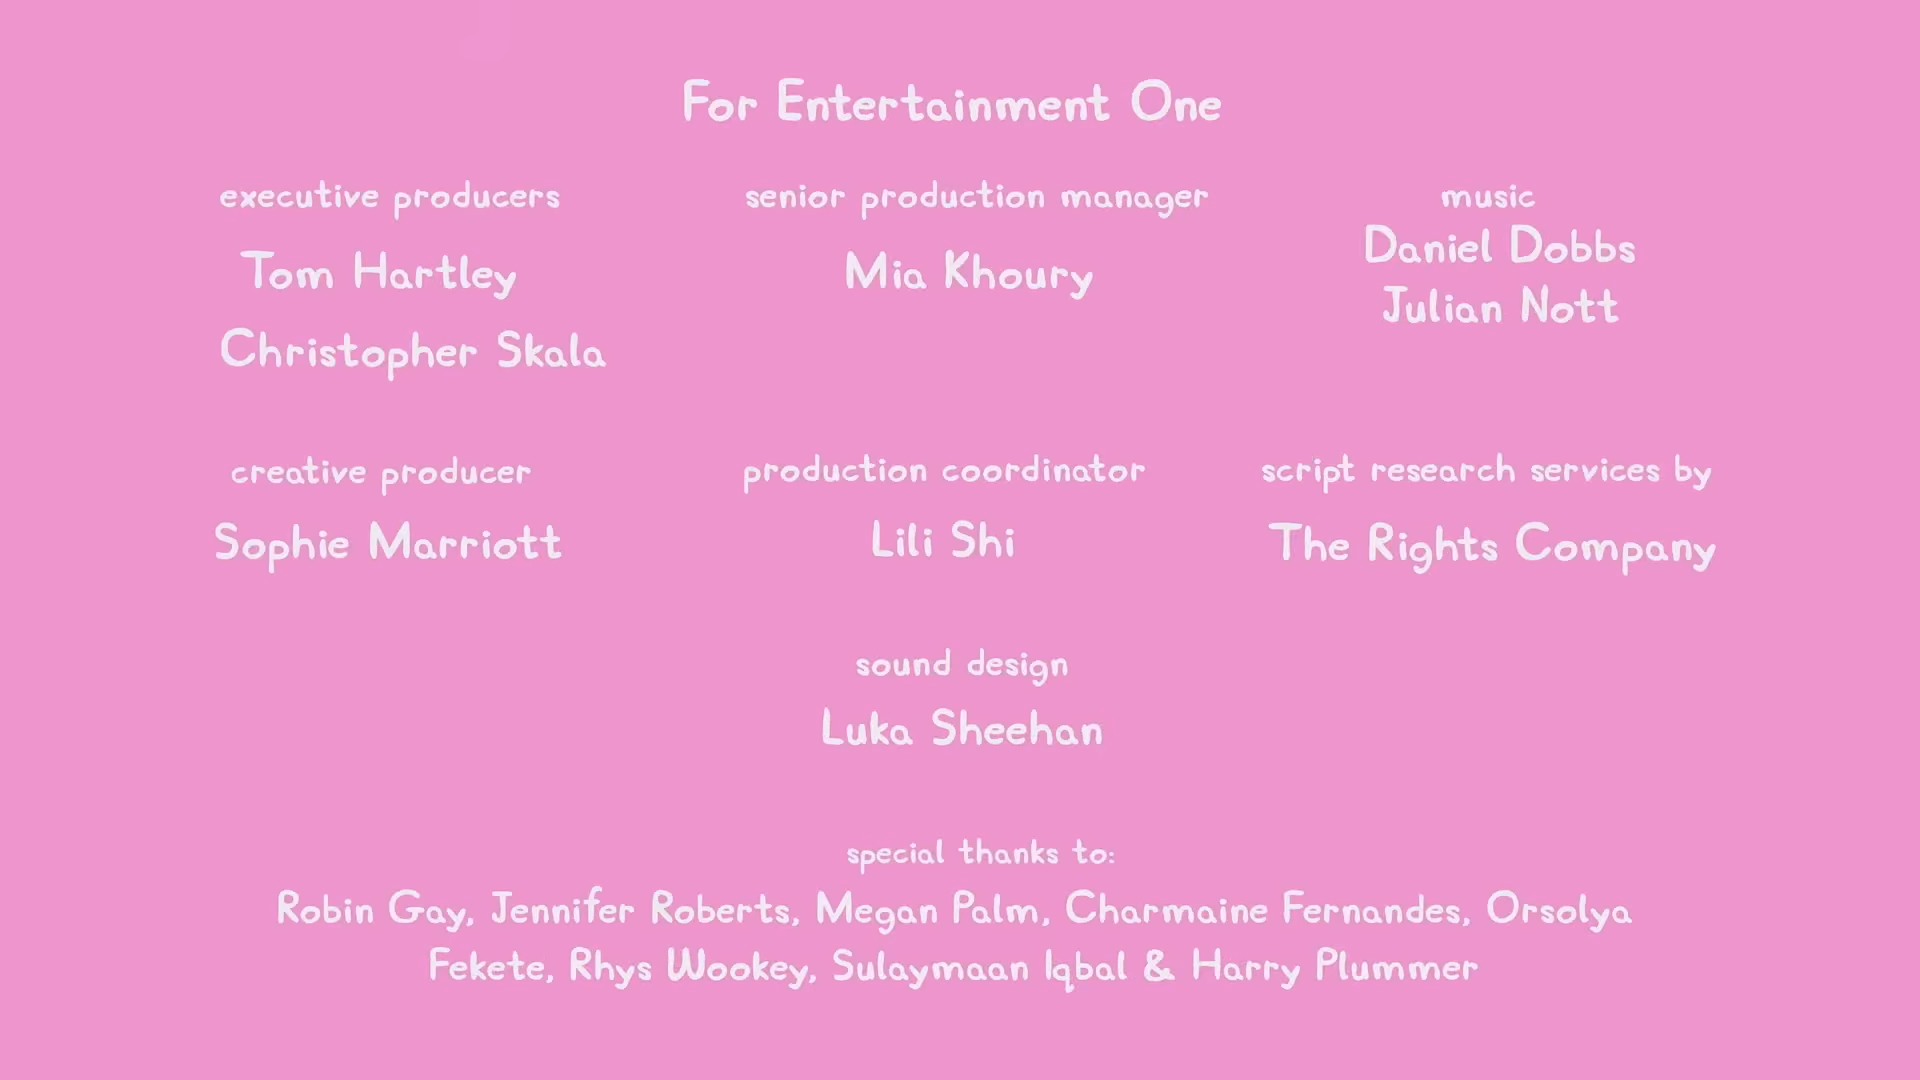 For Entertainment One
executive producers
Tom Hartley
Christopher Skala
senior production manager
Mia Khoury
music
Daniel Dobbs
Julian Nott
creative producer
Sophie Marriott
production coordinator
Lili Shi
script research services by
The Rights Company
sound design
Luka Sheehan
special thanks to:
Robin Gay, Jennifer Roberts, Megan Palm, Charmaine Fernandes, Orsolya
Fekete, Rhys Wookey, Sulaymaan Iqbal & Harry Plummer